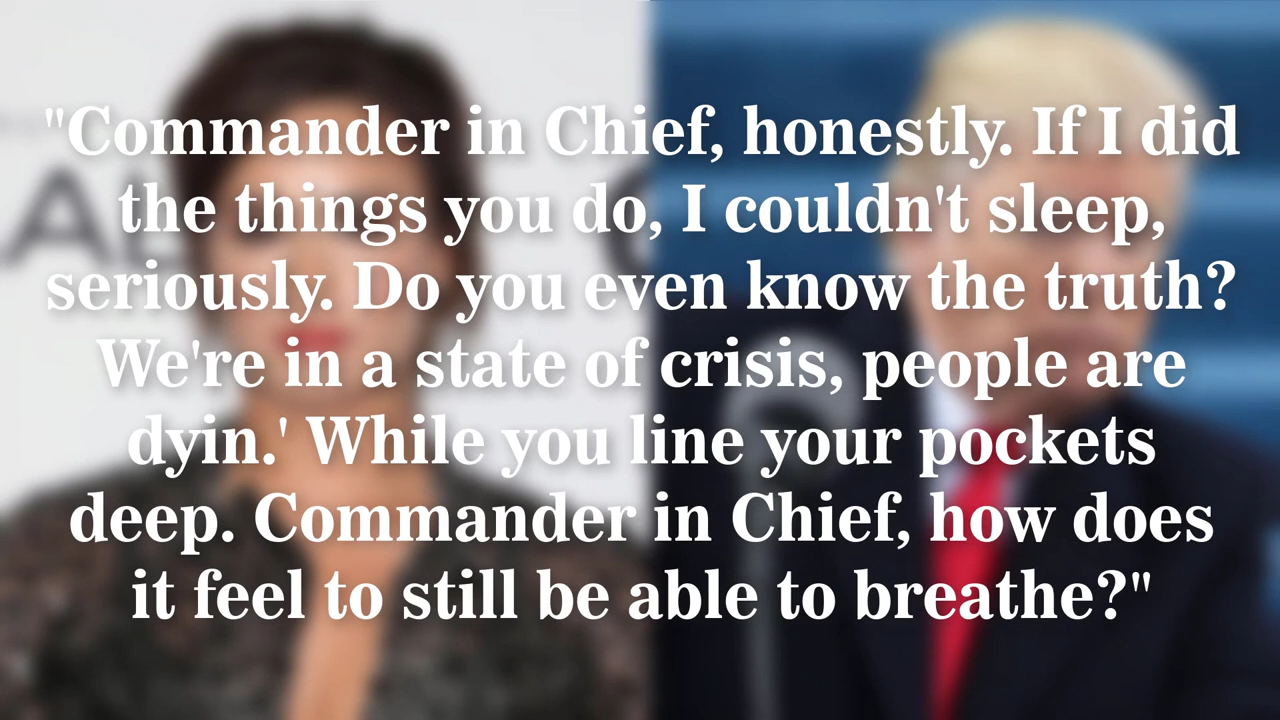 "Commander in Chief, honestly. If I did
the things you do, I couldn't sleep,
seriously. Do you even know the truth?
We're in a state of crisis, people are
dyin.' While you line your pockets
deep. Commander in Chief, how does
it feel to still be able to breathe?"